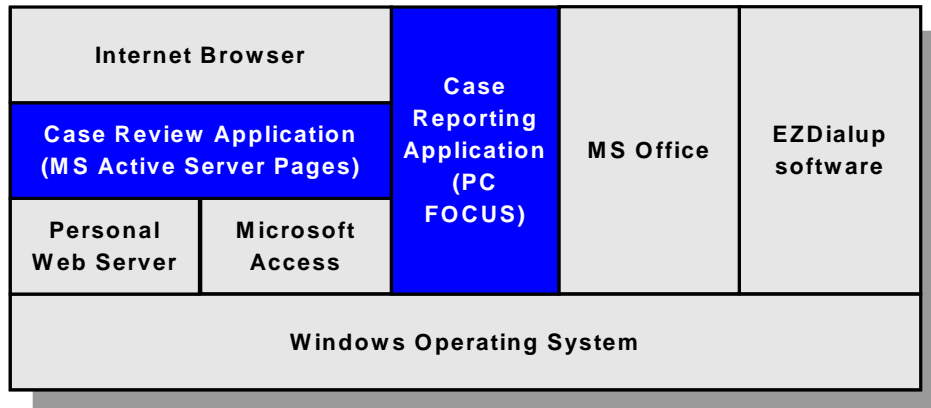 Internet Browser
Case Review Application
(MS Active Server Pages)
Personal
Web Server
Microsoft
Access
Case
Reporting
Application
(PC
FOCUS)
MS Office
EZDialup
software
Windows Operating System